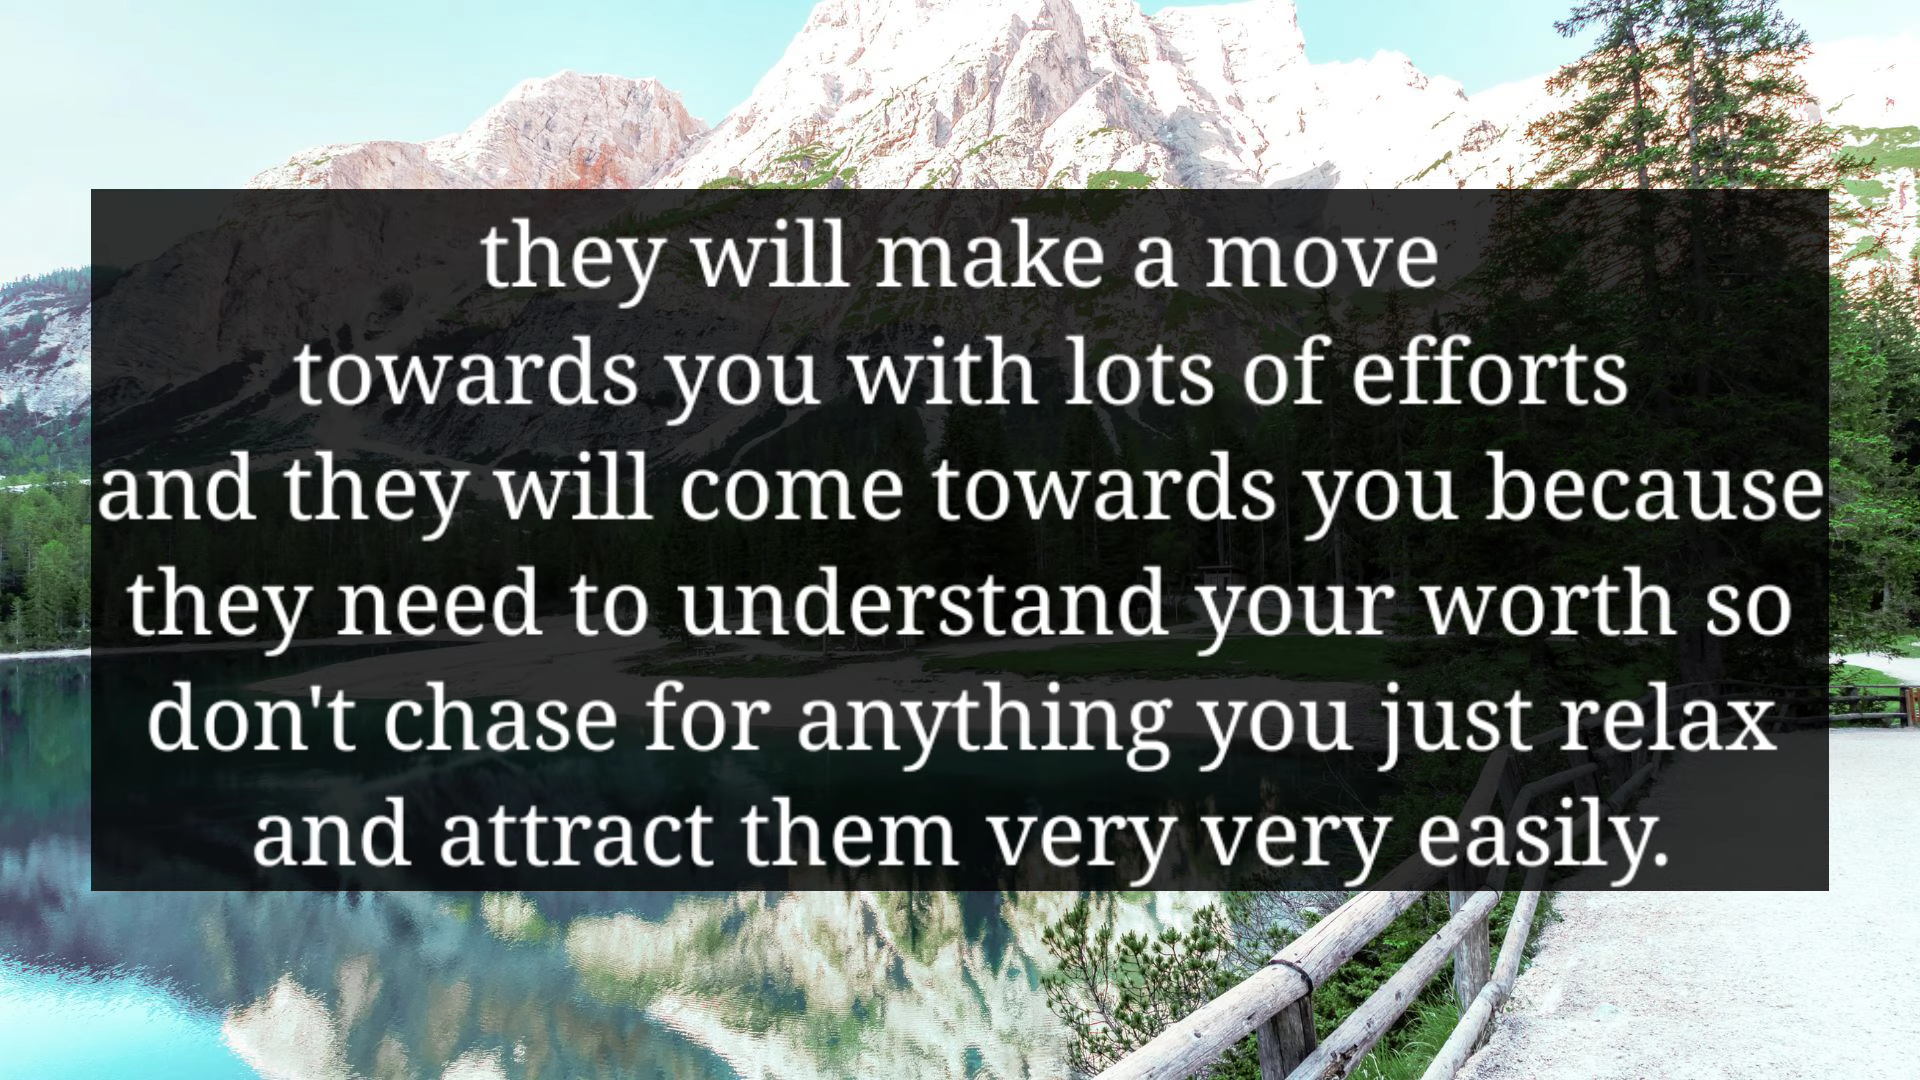 they will make a move
towards you with lots of efforts
and they will come towards you because
they need to understand your worth so
don't chase for anything you just relax
and attract them very very easily.